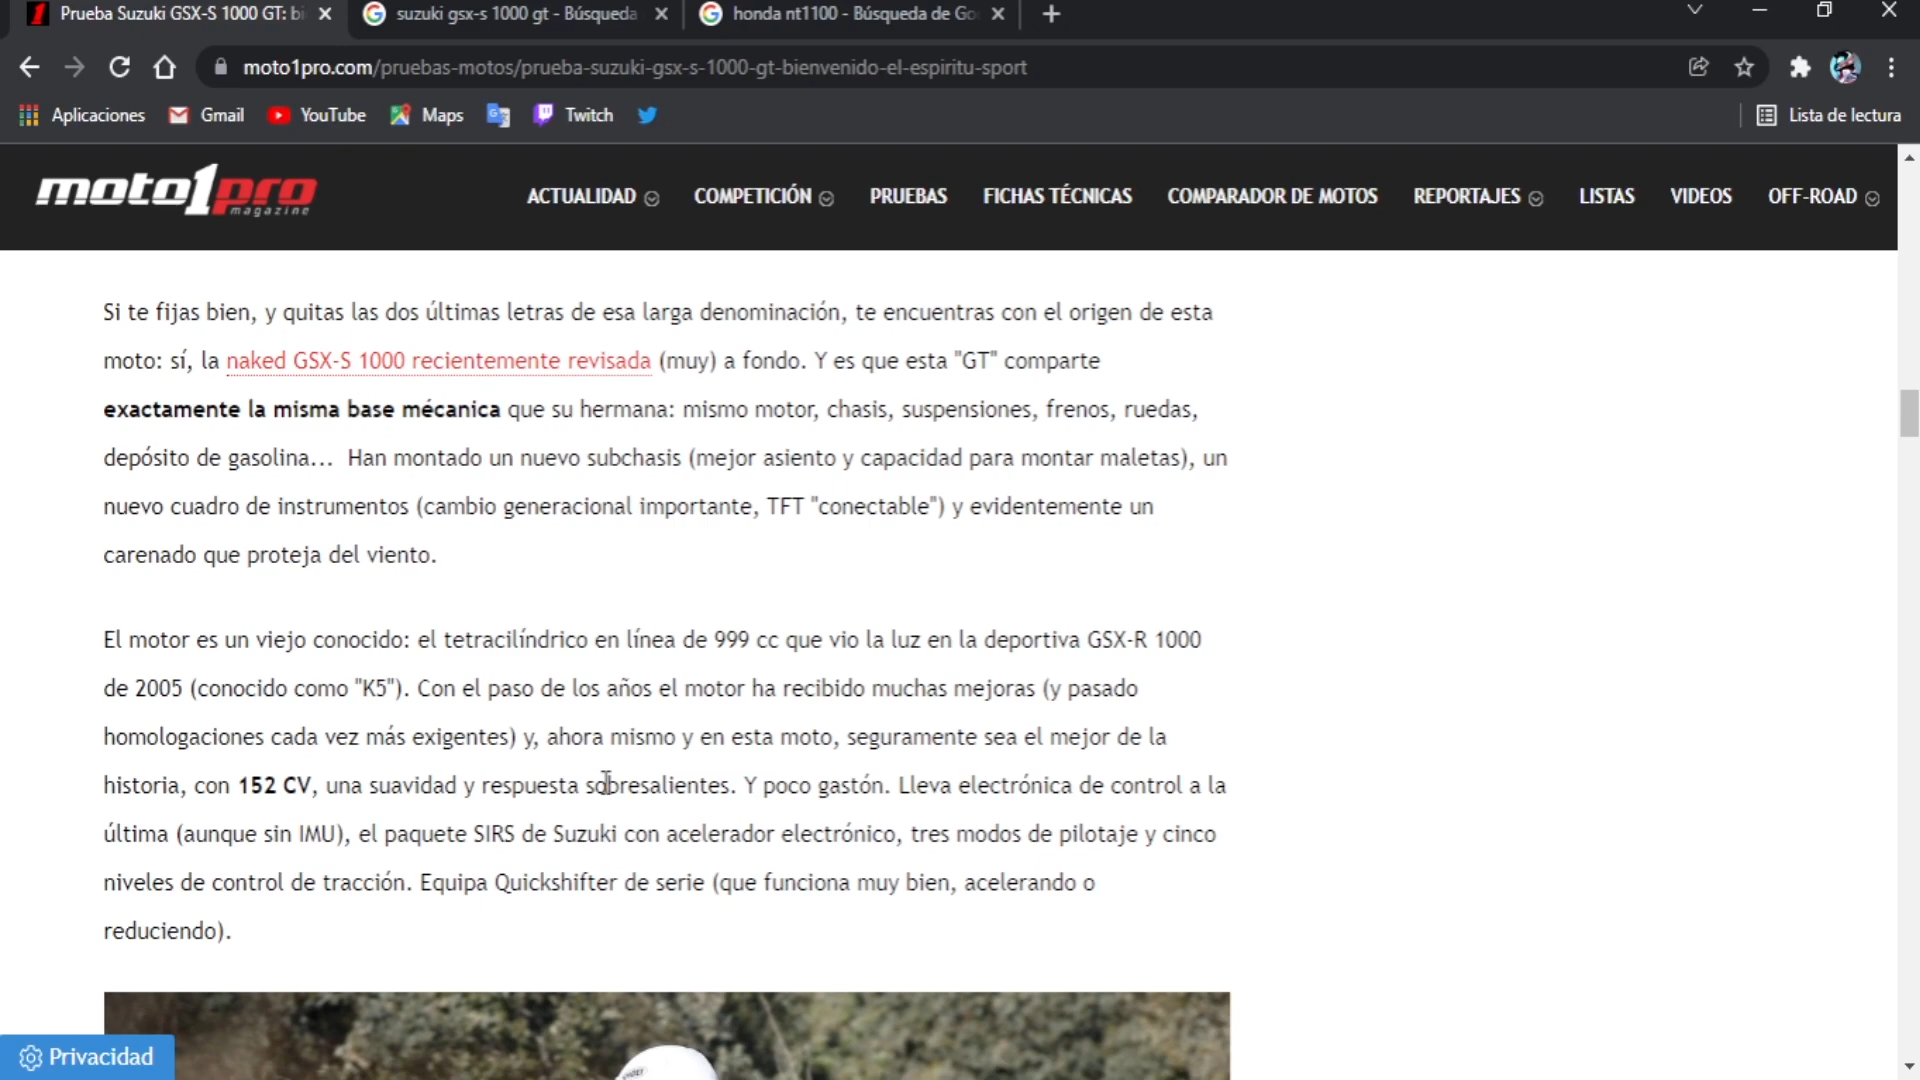 Prueba Suzuki GSX-S 1000 GT: bi
suzuki gsx-s 1000 gt - Búsqueda
honda nt1100 - Búsqueda de Go
moto1pro.com/pruebas-motos/prueba-suzuki-gsx-s-1000-gt-bienvenido-el-espiritu-sport
Aplicaciones Gmail YouTube Maps Twitch Lista de lectura
moto1pro
magazine
ACTUALIDAD COMPETICIÓN PRUEBAS FICHAS TÉCNICAS COMPARADOR DE MOTOS REPORTAJES LISTAS VIDEOS OFF-ROAD
Si te fijas bien, y quitas las dos últimas letras de esa larga denominación, te encuentras con el origen de esta
moto: sí, la naked GSX-S 1000 recientemente revisada (muy) a fondo. Y es que esta "GT" comparte
exactamente la misma base mécanica que su hermana: mismo motor, chasis, suspensiones, frenos, ruedas,
depósito de gasolina... Han montado un nuevo subchasis (mejor asiento y capacidad para montar maletas), un
nuevo cuadro de instrumentos (cambio generacional importante, TFT "conectable") y evidentemente un
carenado que proteja del viento.
El motor es un viejo conocido: el tetracilíndrico en línea de 999 cc que vio la luz en la deportiva GSX-R 1000
de 2005 (conocido como "K5"). Con el paso de los años el motor ha recibido muchas mejoras (y pasado
homologaciones cada vez más exigentes) y, ahora mismo y en esta moto, seguramente sea el mejor de la
historia, con 152 CV, una suavidad y respuesta sobresalientes. Y poco gastón. Lleva electrónica de control a la
última (aunque sin IMU), el paquete SIRS de Suzuki con acelerador electrónico, tres modos de pilotaje y cinco
niveles de control de tracción. Equipa Quickshifter de serie (que funciona muy bien, acelerando o
reduciendo).
Privacidad